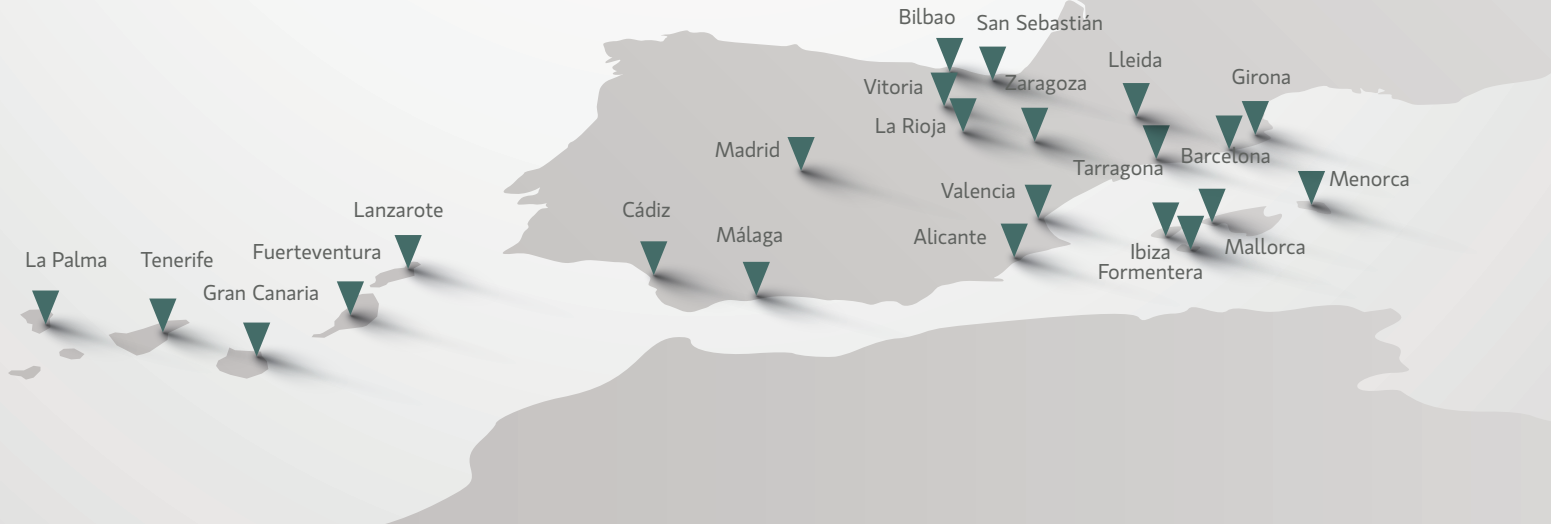 Bilbao
San Sebastián
Lleida
Girona
Vitoria
Zaragoza
La Rioja
Madrid
Barcelona
Tarragona
Menorca
Valencia
Lanzarote
Cádiz
Málaga
Alicante
Mallorca
Ibiza
Formentera
La Palma
Tenerife
Fuerteventura
Gran Canaria